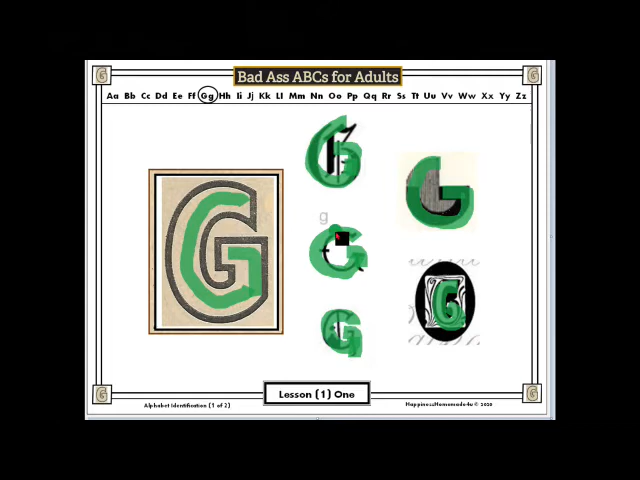 Bad Ass ABCs for Adults
Aa Bb Cc Dd Ee Ff Gg Hh Ii Jj Kk Ll Mm Nn Oo Pp Qq Rr Ss Tt Uu Vv Ww Xx Yy Zz
G
G
g
G
G
G
G
Lesson (1) One
Alphabet Identification (1 of 2)
HappinessHomemade4u © 2020